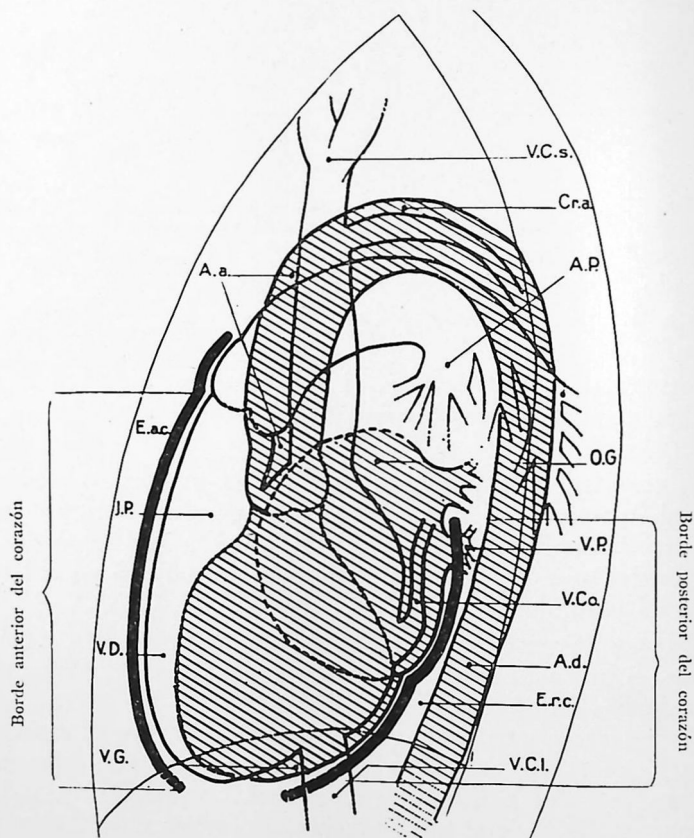 V.C.s.
Cr.a.
A.a.
A.P.
E.ac.
O.G
J.P.
V.P.
V.Co.
V.D.
A.d.
E.r.c.
V.G.
V.C.I.
Borde anterior del corazón
Borde posterior del corazón